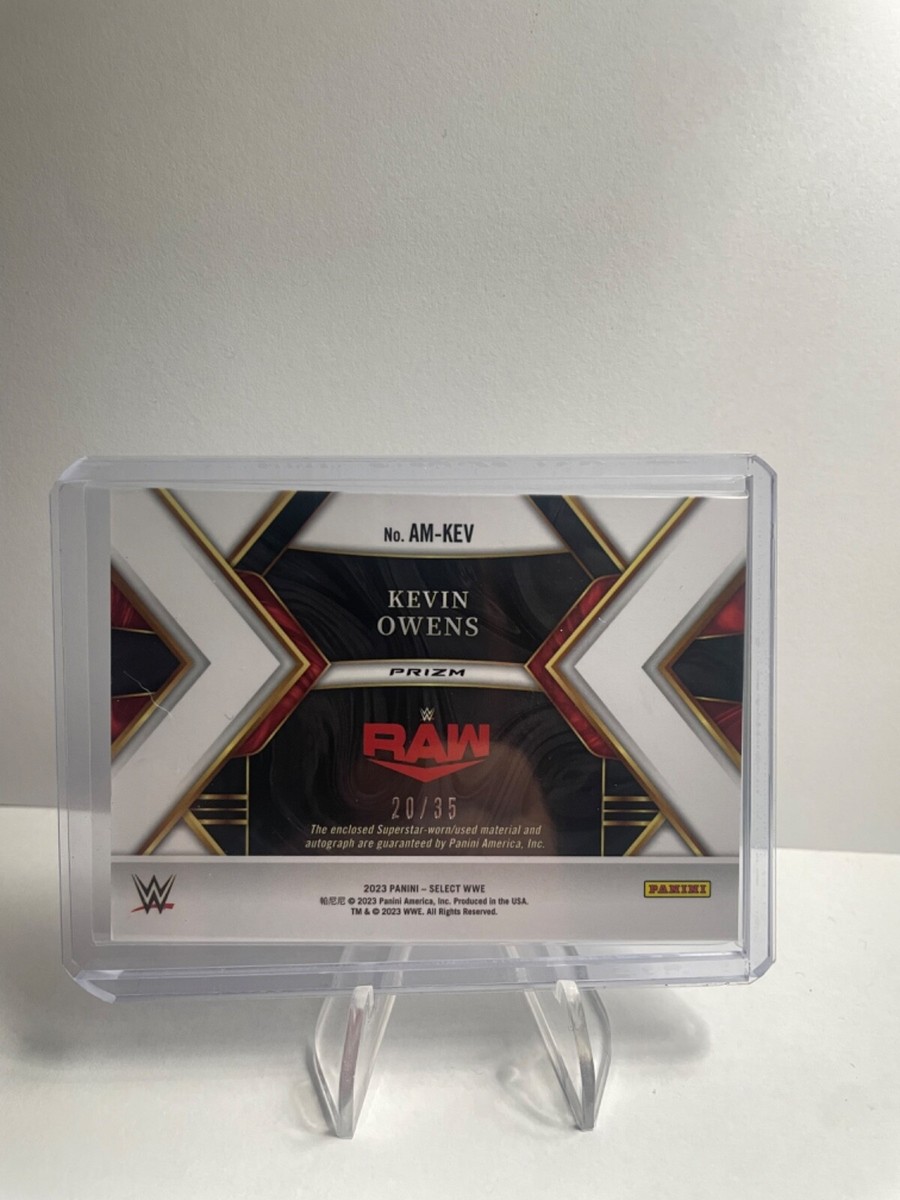 No. AM-KEV
KEVIN
OWENS
PRIZM
W
RAW
20/35
The enclosed Superstar-worn/used material and
autograph are guaranteed by Panini America, Inc.
W
2023 PANINI – SELECT WWE
帕尼尼 © 2023 Panini America, Inc. Produced in the USA.
TM & © 2023 WWE. All Rights Reserved.
PANINI